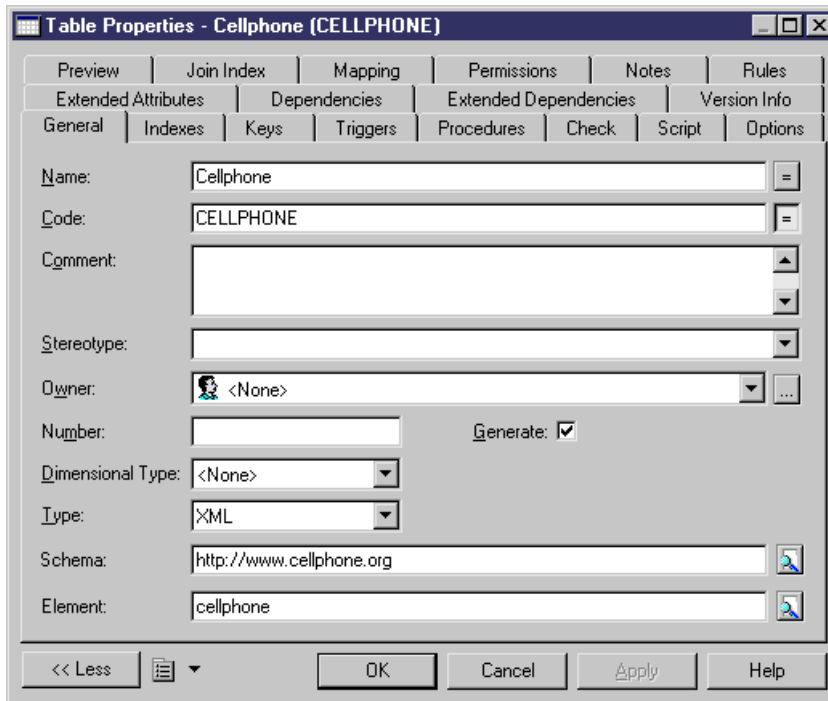 Table Properties - Cellphone (CELLPHONE)
Preview Join Index Mapping Permissions Notes Rules
Extended Attributes Dependencies Extended Dependencies Version Info
General Indexes Keys Triggers Procedures Check Script Options
Name: Cellphone =
Code: CELLPHONE =
Comment:
Stereotype:
Owner: <None> ...
Number: Generate:
Dimensional Type: <None>
Type: XML
Schema: http://www.cellphone.org
Element: cellphone
<< Less OK Cancel Apply Help